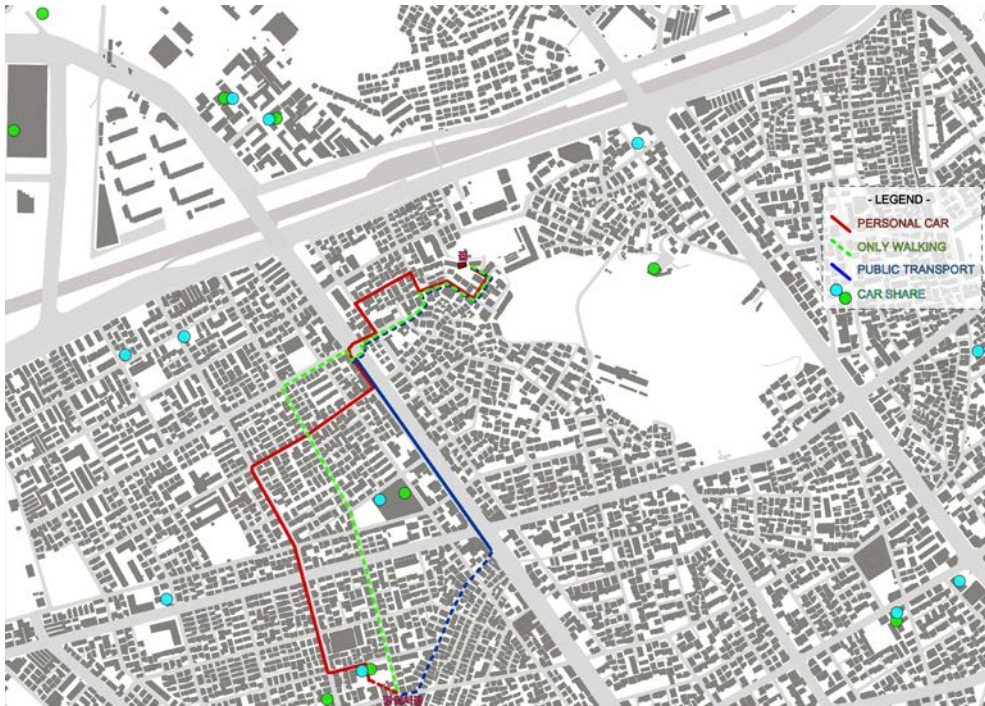 - LEGEND -
PERSONAL CAR
ONLY WALKING
PUBLIC TRANSPORT
CAR SHARE